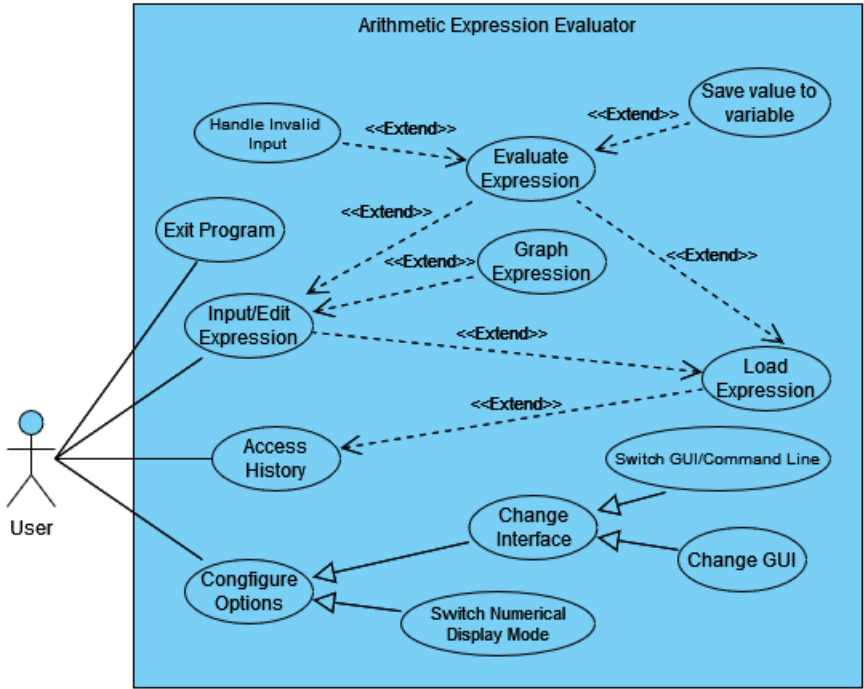 Arithmetic Expression Evaluator
Save value to
variable
<<Extend>>
Handle Invalid
Input
<<Extend>>
Evaluate
Expression
<<Extend>>
Exit Program
Graph
Expression
<<Extend>>
<<Extend>>
Input/Edit
Expression
<<Extend>>
Load
Expression
<<Extend>>
Access
History
Switch GUI/Command Line
User
Change
Interface
Change GUI
Congfigure
Options
Switch Numerical
Display Mode